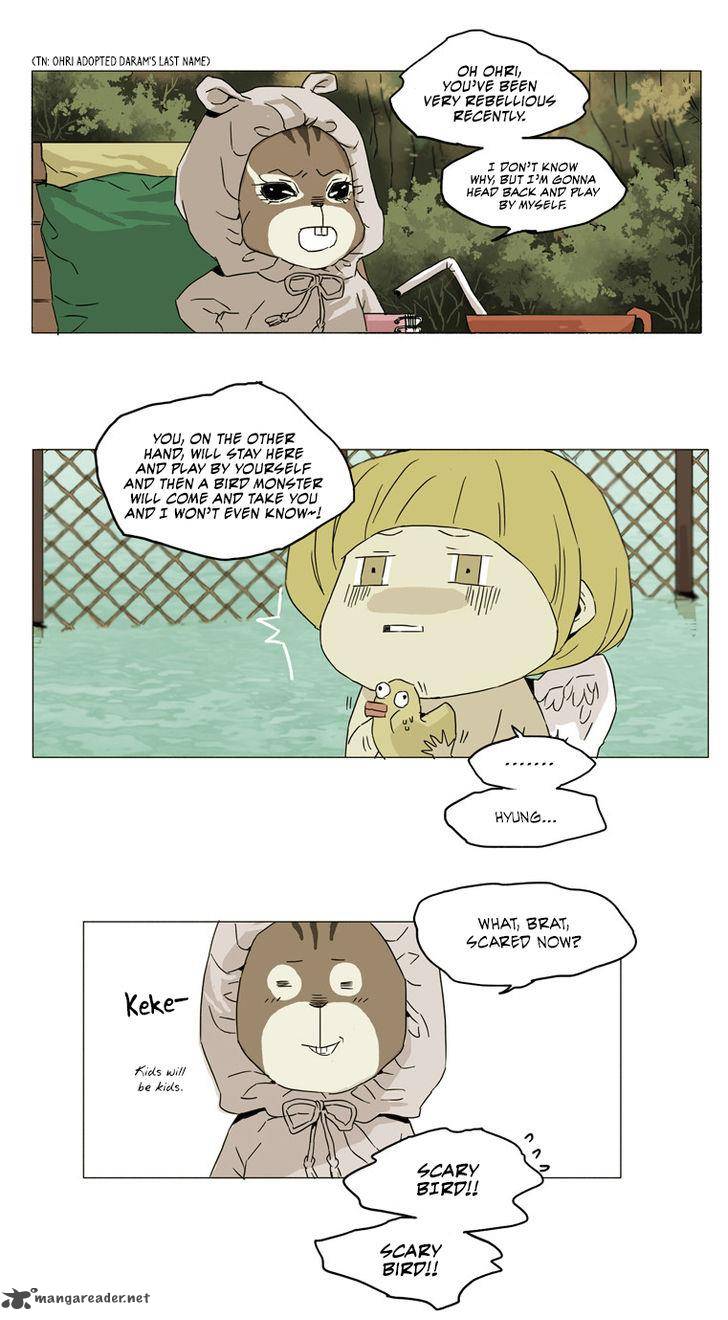 (TN: OHRI ADOPTED DARAM'S LAST NAME)
OH OHRI,
YOU'VE BEEN
VERY REBELLIOUS
RECENTLY.
I DON'T KNOW
WHY, BUT I'M GONNA
HEAD BACK AND PLAY
BY MYSELF.
YOU, ON THE OTHER
HAND, WILL STAY HERE
AND PLAY BY YOURSELF
AND THEN A BIRD MONSTER
WILL COME AND TAKE YOU
AND I WON'T EVEN KNOW~!
.......
HYUNG...
WHAT, BRAT,
SCARED NOW?
Keke-
Kids will
be kids.
SCARY
BIRD!!
SCARY
BIRD!!
mangareader.net